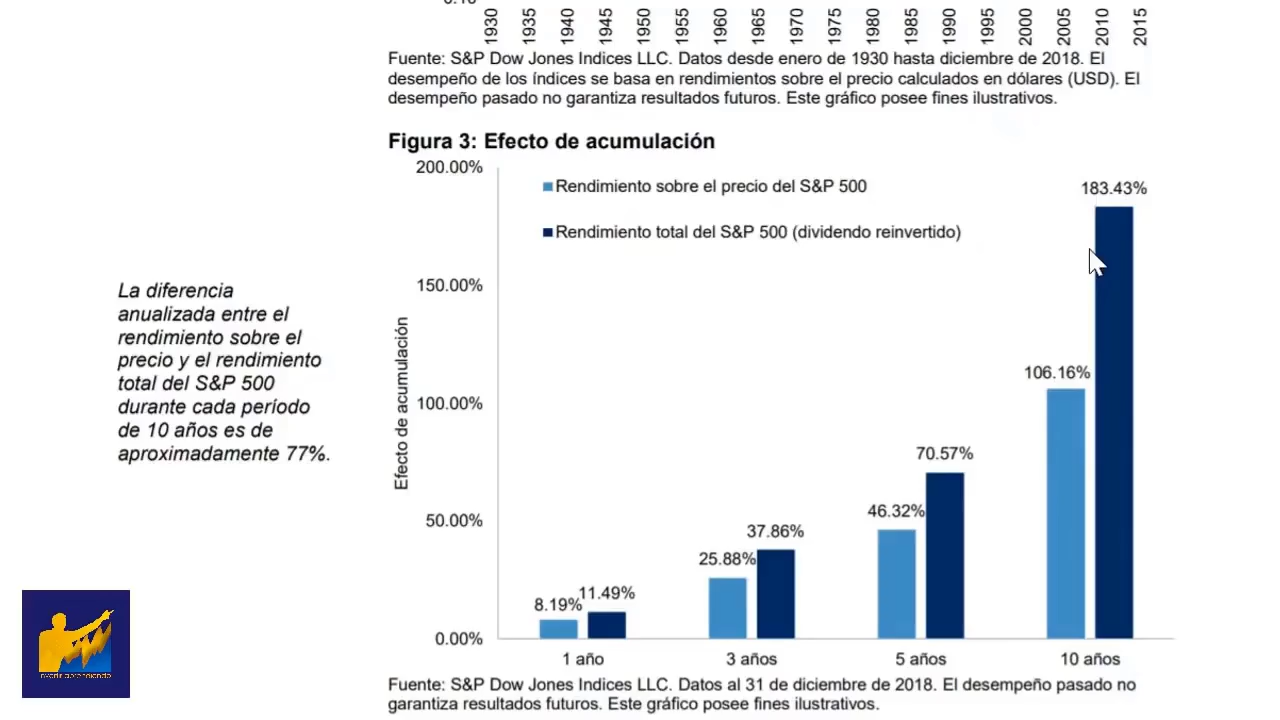 1930 1940 1945 1950 1955 1960 1965 1970 1975 1980 1985 1990 1995 2000 2005 2010 2015
Fuente: S&P Dow Jones Indices LLC. Datos desde enero de 1930 hasta diciembre de 2018. El
desempeño de los índices se basa en rendimientos sobre el precio calculados en dólares (USD). El
desempeño pasado no garantiza resultados futuros. Este gráfico posee fines ilustrativos.
Figura 3: Efecto de acumulación
200.00%
Rendimiento sobre el precio del S&P 500
183.43%
Rendimiento total del S&P 500 (dividendo reinvertido)
150.00%
La diferencia
anualizada entre el
rendimiento sobre el
precio y el rendimiento
total del S&P 500
durante cada período
de 10 años es de
aproximadamente 77%.
Efecto de acumulación
106.16%
100.00%
70.57%
46.32%
50.00%
37.86%
25.88%
11.49%
8.19%
0.00%
1 año 3 años 5 años 10 años
Fuente: S&P Dow Jones Indices LLC. Datos al 31 de diciembre de 2018. El desempeño pasado no
garantiza resultados futuros. Este gráfico posee fines ilustrativos.
invertir aprendiendo